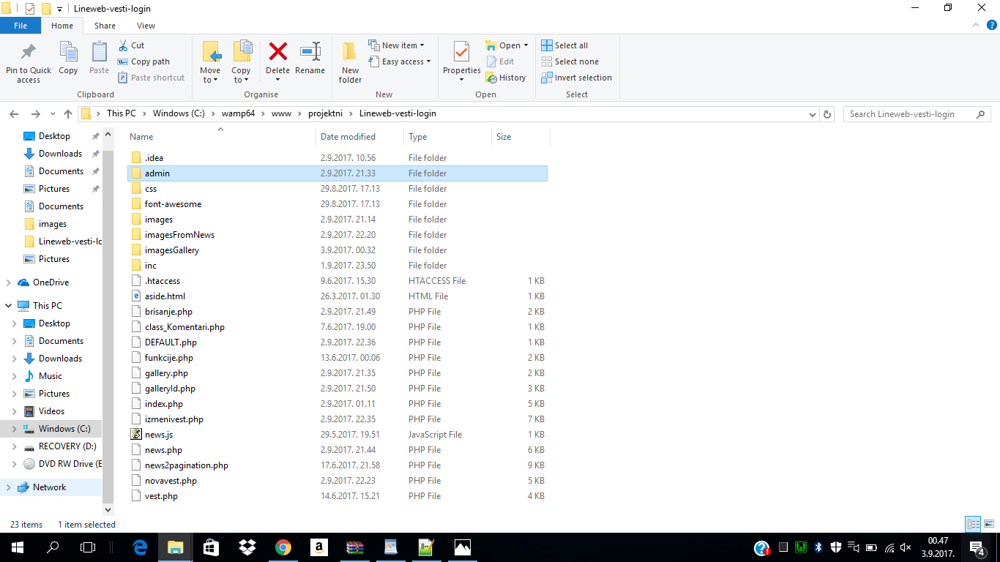 Lineweb-vesti-login
File Home Share View
Pin to Quick access
Copy
Paste
Cut
Copy path
Paste shortcut
Clipboard
Move to
Copy to
Delete
Rename
Organise
New folder
New item
Easy access
New
Properties
Open
Edit
History
Open
Select all
Select none
Invert selection
Select
This PC > Windows (C:) > wamp64 > www > projektni > Lineweb-vesti-login
Search Lineweb-vesti-login
Desktop
Downloads
Documents
Pictures
Documents
images
Lineweb-vesti-lo
Pictures
OneDrive
This PC
Desktop
Documents
Downloads
Music
Pictures
Videos
Windows (C:)
RECOVERY (D:)
DVD RW Drive (E
Network
Name Date modified Type Size
.idea 2.9.2017. 10.56 File folder
admin 2.9.2017. 21.33 File folder
css 29.8.2017. 17.13 File folder
font-awesome 29.8.2017. 17.13 File folder
images 2.9.2017. 21.14 File folder
imagesFromNews 2.9.2017. 22.20 File folder
imagesGallery 3.9.2017. 00.32 File folder
inc 1.9.2017. 23.50 File folder
.htaccess 9.6.2017. 15.30 HTACCESS File 1 KB
aside.html 26.3.2017. 01.30 HTML File 1 KB
brisanje.php 2.9.2017. 21.49 PHP File 2 KB
class_Komentari.php 7.6.2017. 19.00 PHP File 1 KB
DEFAULT.php 2.9.2017. 22.36 PHP File 1 KB
funkcije.php 13.6.2017. 00.06 PHP File 2 KB
gallery.php 2.9.2017. 21.35 PHP File 2 KB
galleryId.php 2.9.2017. 21.50 PHP File 3 KB
index.php 2.9.2017. 01.11 PHP File 5 KB
izmenivest.php 2.9.2017. 22.35 PHP File 7 KB
news.js 29.5.2017. 19.51 JavaScript File 1 KB
news.php 2.9.2017. 21.44 PHP File 6 KB
news2pagination.php 17.6.2017. 21.58 PHP File 9 KB
novavest.php 2.9.2017. 22.23 PHP File 5 KB
vest.php 14.6.2017. 15.21 PHP File 4 KB
23 items 1 item selected
00.47
3.9.2017.
4